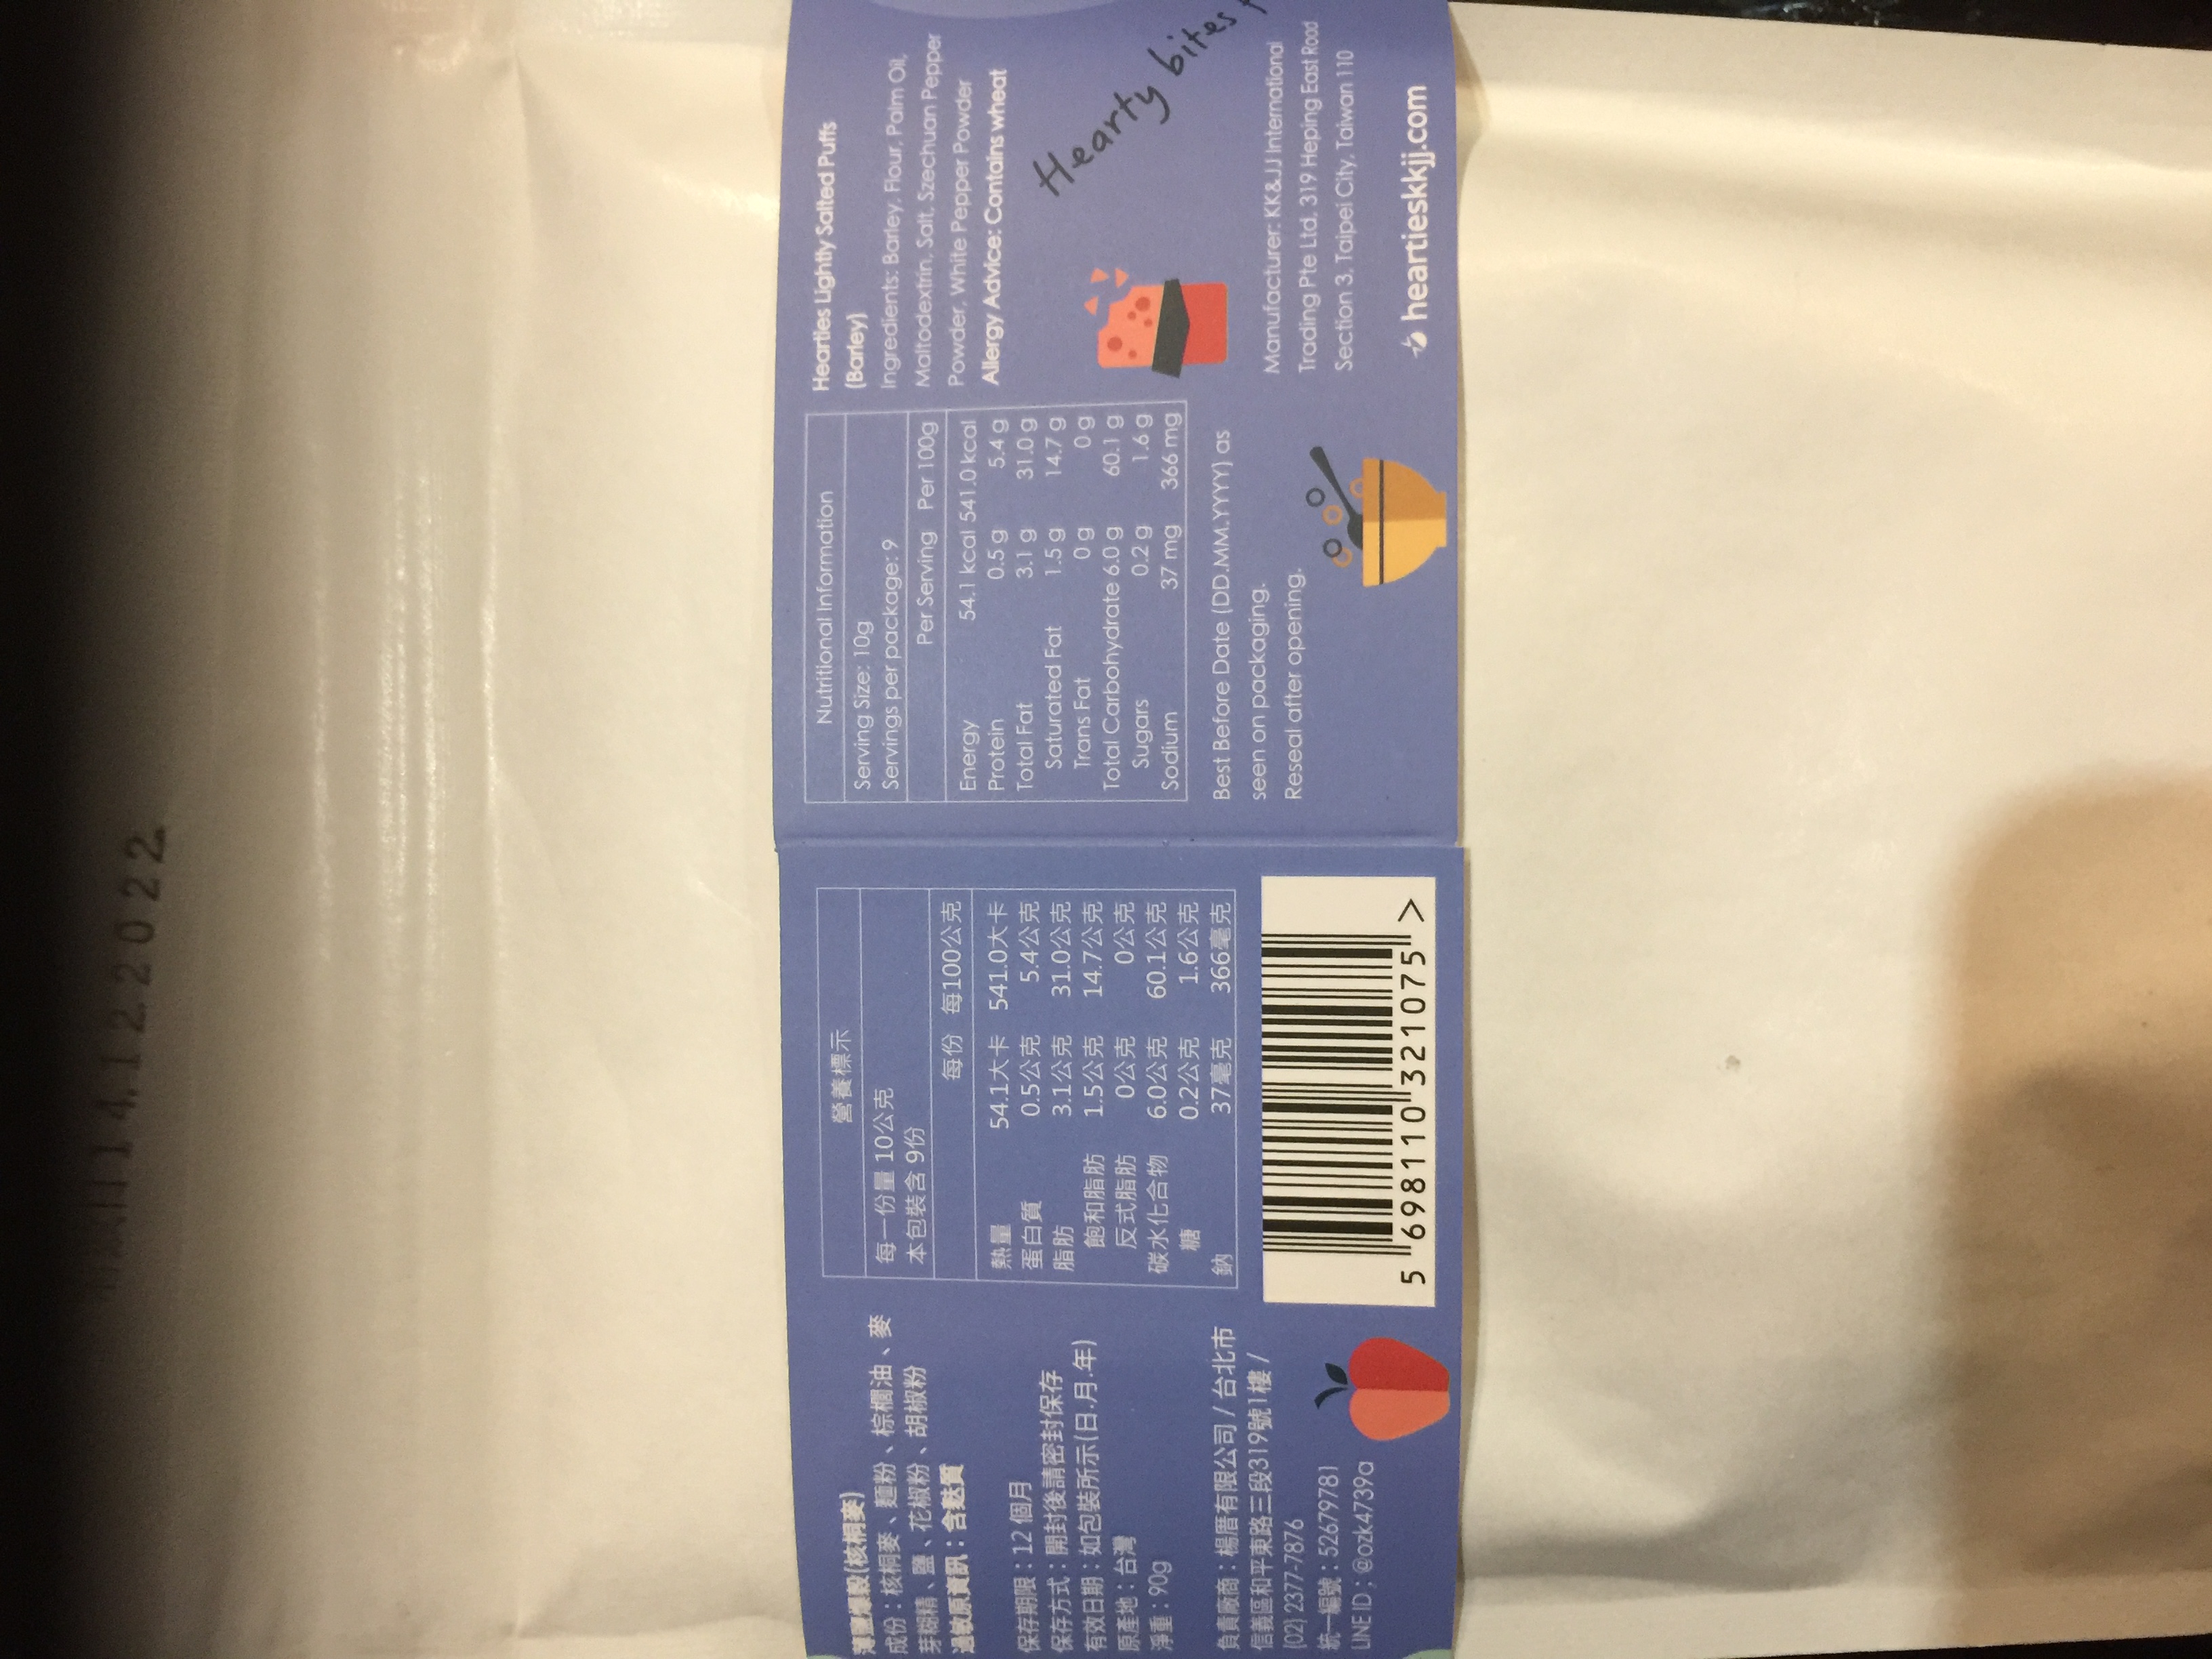 14.12.2022
薄鹽爆穀(核桐麥)
成份：核桐麥、麵粉、棕櫚油、麥
芽糊精、鹽、花椒粉、胡椒粉
過敏原資訊：含麩質
保存期限：12 個月
保存方式：開封後請密封保存
有效日期：如包裝所示(日.月.年)
原產地：台灣
淨重：90g
負責廠商：楊厝有限公司 / 台北市
信義區和平東路三段319號1樓 /
(02) 2377-7876
統一編號：52679781
LINE ID；@ozk4739a
營養標示
每一份量 10公克
本包裝含 9份
每份 每100公克
熱量 54.1大卡 541.0大卡
蛋白質 0.5公克 5.4公克
脂肪 3.1公克 31.0公克
飽和脂肪 1.5公克 14.7公克
反式脂肪 0公克 0公克
碳水化合物 6.0公克 60.1公克
糖 0.2公克 1.6公克
鈉 37毫克 366毫克
5 698110 321075 >
Nutritional Information
Serving Size: 10g
Servings per package: 9
Per Serving Per 100g
Energy 54.1 kcal 541.0 kcal
Protein 0.5 g 5.4 g
Total Fat 3.1 g 31.0 g
Saturated Fat 1.5 g 14.7 g
Trans Fat 0 g 0 g
Total Carbohydrate 6.0 g 60.1 g
Sugars 0.2 g 1.6 g
Sodium 37 mg 366 mg
Best Before Date (DD.MM.YYYY) as
seen on packaging.
Reseal after opening.
Hearties Lightly Salted Puffs
(Barley)
Ingredients: Barley, Flour, Palm Oil,
Maltodextrin, Salt, Szechuan Pepper
Powder, White Pepper Powder
Allergy Advice: Contains wheat
Hearty bites
Manufacturer: KK&JJ International
Trading Pte Ltd, 319 Heping East Road
Section 3, Taipei City, Taiwan 110
heartieskkjj.com